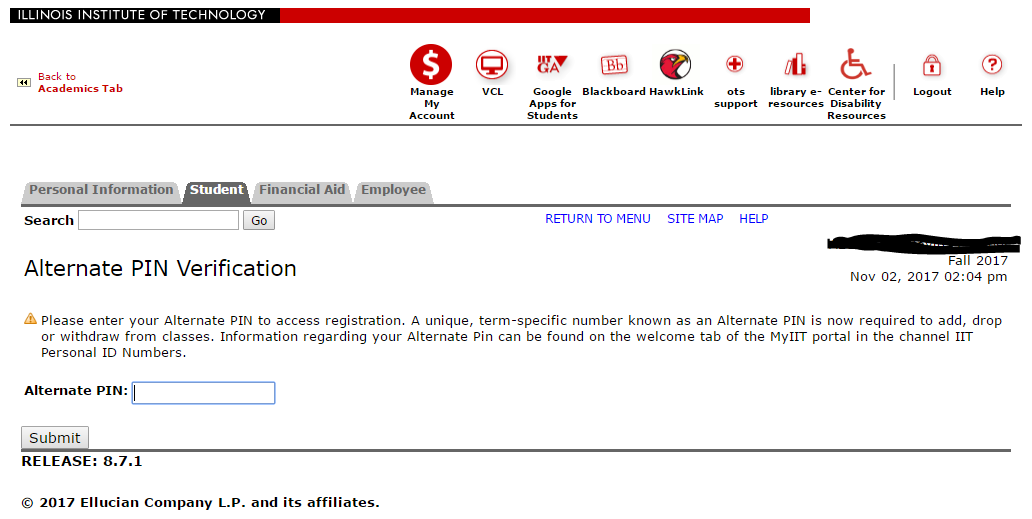 ILLINOIS INSTITUTE OF TECHNOLOGY
Back to
Academics Tab
$
Manage
My
Account
VCL
IIT
GA
Google
Apps for
Students
Bb
Blackboard
HawkLink
ots
support
library e-
resources
Center for
Disability
Resources
Logout
?
Help
Personal Information
Student
Financial Aid
Employee
Search
Go
RETURN TO MENU
SITE MAP
HELP
Alternate PIN Verification
Fall 2017
Nov 02, 2017 02:04 pm
Please enter your Alternate PIN to access registration. A unique, term-specific number known as an Alternate PIN is now required to add, drop
or withdraw from classes. Information regarding your Alternate Pin can be found on the welcome tab of the MyIIT portal in the channel IIT
Personal ID Numbers.
Alternate PIN:
Submit
RELEASE: 8.7.1
© 2017 Ellucian Company L.P. and its affiliates.